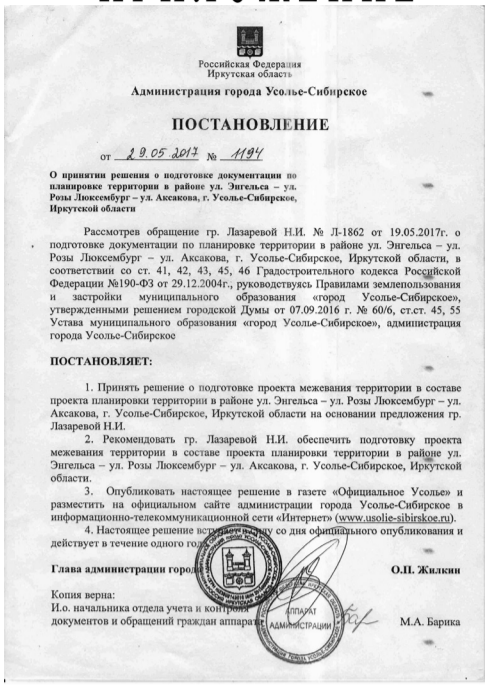 Российская Федерация
Иркутская область
Администрация города Усолье-Сибирское
ПОСТАНОВЛЕНИЕ
от 29.05.2017 № 1194
О принятии решения о подготовке документации по
планировке территории в районе ул. Энгельса – ул.
Розы Люксембург – ул. Аксакова, г. Усолье-Сибирское,
Иркутской области
Рассмотрев обращение гр. Лазаревой Н.И. № Л-1862 от 19.05.2017г. о
подготовке документации по планировке территории в районе ул. Энгельса – ул.
Розы Люксембург – ул. Аксакова, г. Усолье-Сибирское, Иркутской области, в
соответствии со ст. 41, 42, 43, 45, 46 Градостроительного кодекса Российской
Федерации №190-ФЗ от 29.12.2004г., руководствуясь Правилами землепользования
и застройки муниципального образования «город Усолье-Сибирское»,
утвержденными решением городской Думы от 07.09.2016 г. № 60/6, ст.ст. 45, 55
Устава муниципального образования «город Усолье-Сибирское», администрация
города Усолье-Сибирское
ПОСТАНОВЛЯЕТ:
1. Принять решение о подготовке проекта межевания территории в составе
проекта планировки территории в районе ул. Энгельса – ул. Розы Люксембург – ул.
Аксакова, г. Усолье-Сибирское, Иркутской области на основании предложения гр.
Лазаревой Н.И.
2. Рекомендовать гр. Лазаревой Н.И. обеспечить подготовку проекта
межевания территории в составе проекта планировки территории в районе ул.
Энгельса – ул. Розы Люксембург – ул. Аксакова, г. Усолье-Сибирское, Иркутской
области.
3. Опубликовать настоящее решение в газете «Официальное Усолье» и
разместить на официальном сайте администрации города Усолье-Сибирское в
информационно-телекоммуникационной сети «Интернет» (www.usolie-sibirskoe.ru).
4. Настоящее решение вступает в силу со дня официального опубликования и
действует в течение одного года
Глава администрации города О.П. Жилкин
Копия верна:
И.о. начальника отдела учета и контроля
документов и обращений граждан аппарата М.А. Барика
АППАРАТ
АДМИНИСТРАЦИИ